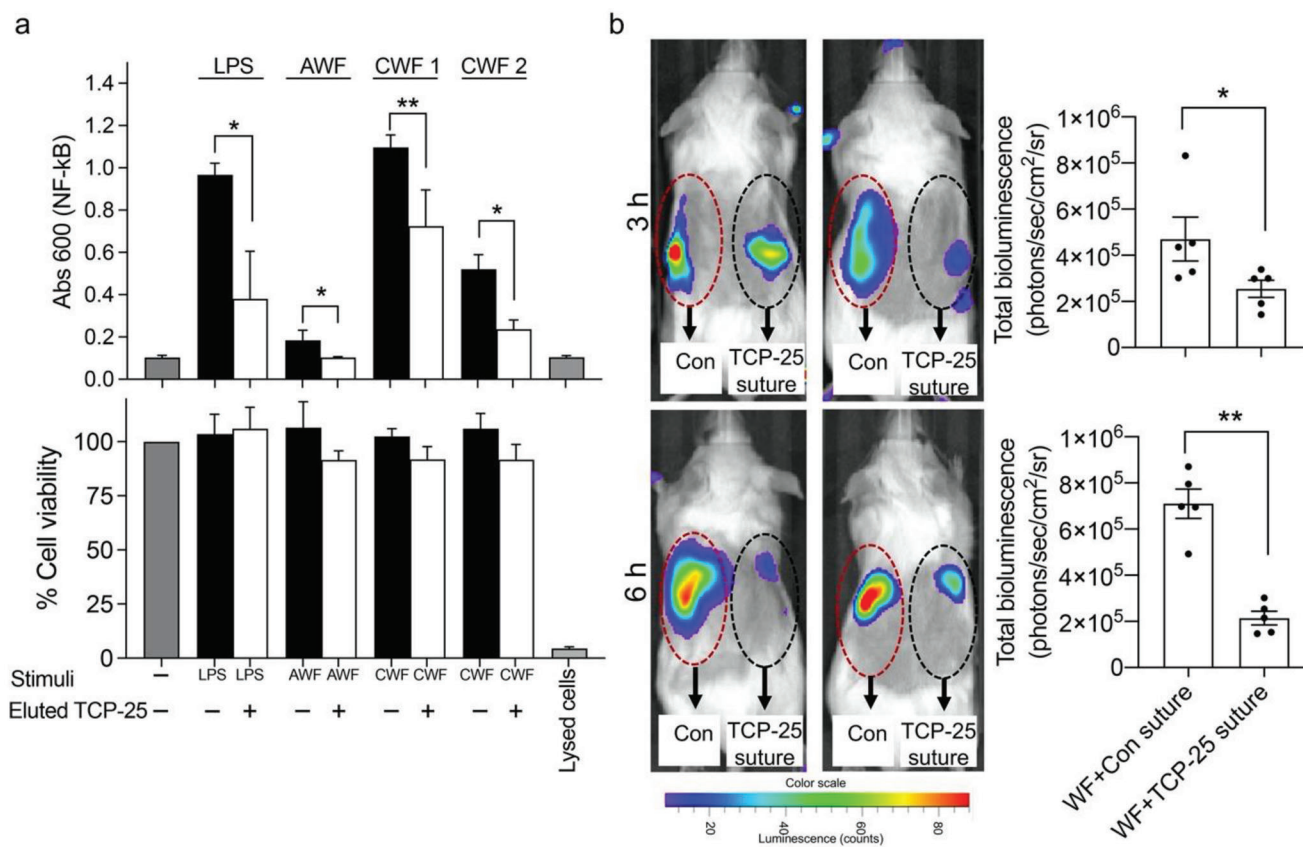 a
LPS AWF CWF 1 CWF 2
Abs 600 (NF-kB)
1.4
1.2
1.0
0.8
0.6
0.4
0.2
0.0
* * ** *
% Cell viability
100
75
50
25
0
Stimuli – LPS LPS AWF AWF CWF CWF CWF CWF
Eluted TCP-25 – – + – + – + – +
Lysed cells
b
3 h
Con
TCP-25
suture
Con
TCP-25
suture
6 h
Con
TCP-25
suture
Con
TCP-25
suture
Color scale
20 40 60 80
Luminescence (counts)
Total bioluminescence
(photons/sec/cm²/sr)
1×10⁶
8×10⁵
6×10⁵
4×10⁵
2×10⁵
0
*
Total bioluminescence
(photons/sec/cm²/sr)
1×10⁶
8×10⁵
6×10⁵
4×10⁵
2×10⁵
0
**
WF+Con suture
WF+TCP-25 suture